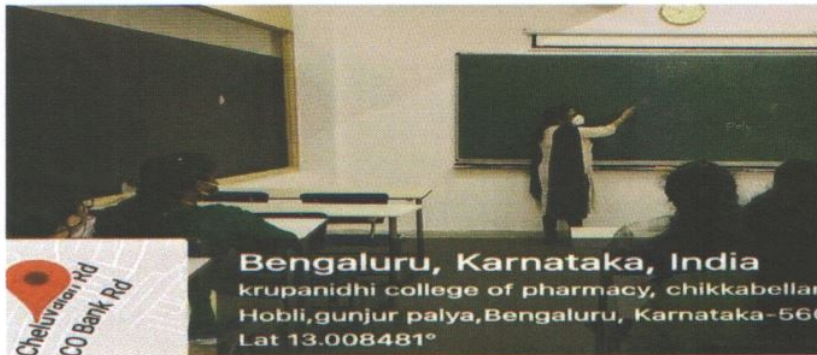 Bengaluru, Karnataka, India
krupanidhi college of pharmacy, chikkabellan
Hobli,gunjur palya,Bengaluru, Karnataka-560
Lat 13.008481°
Rd
CO Bank Rd